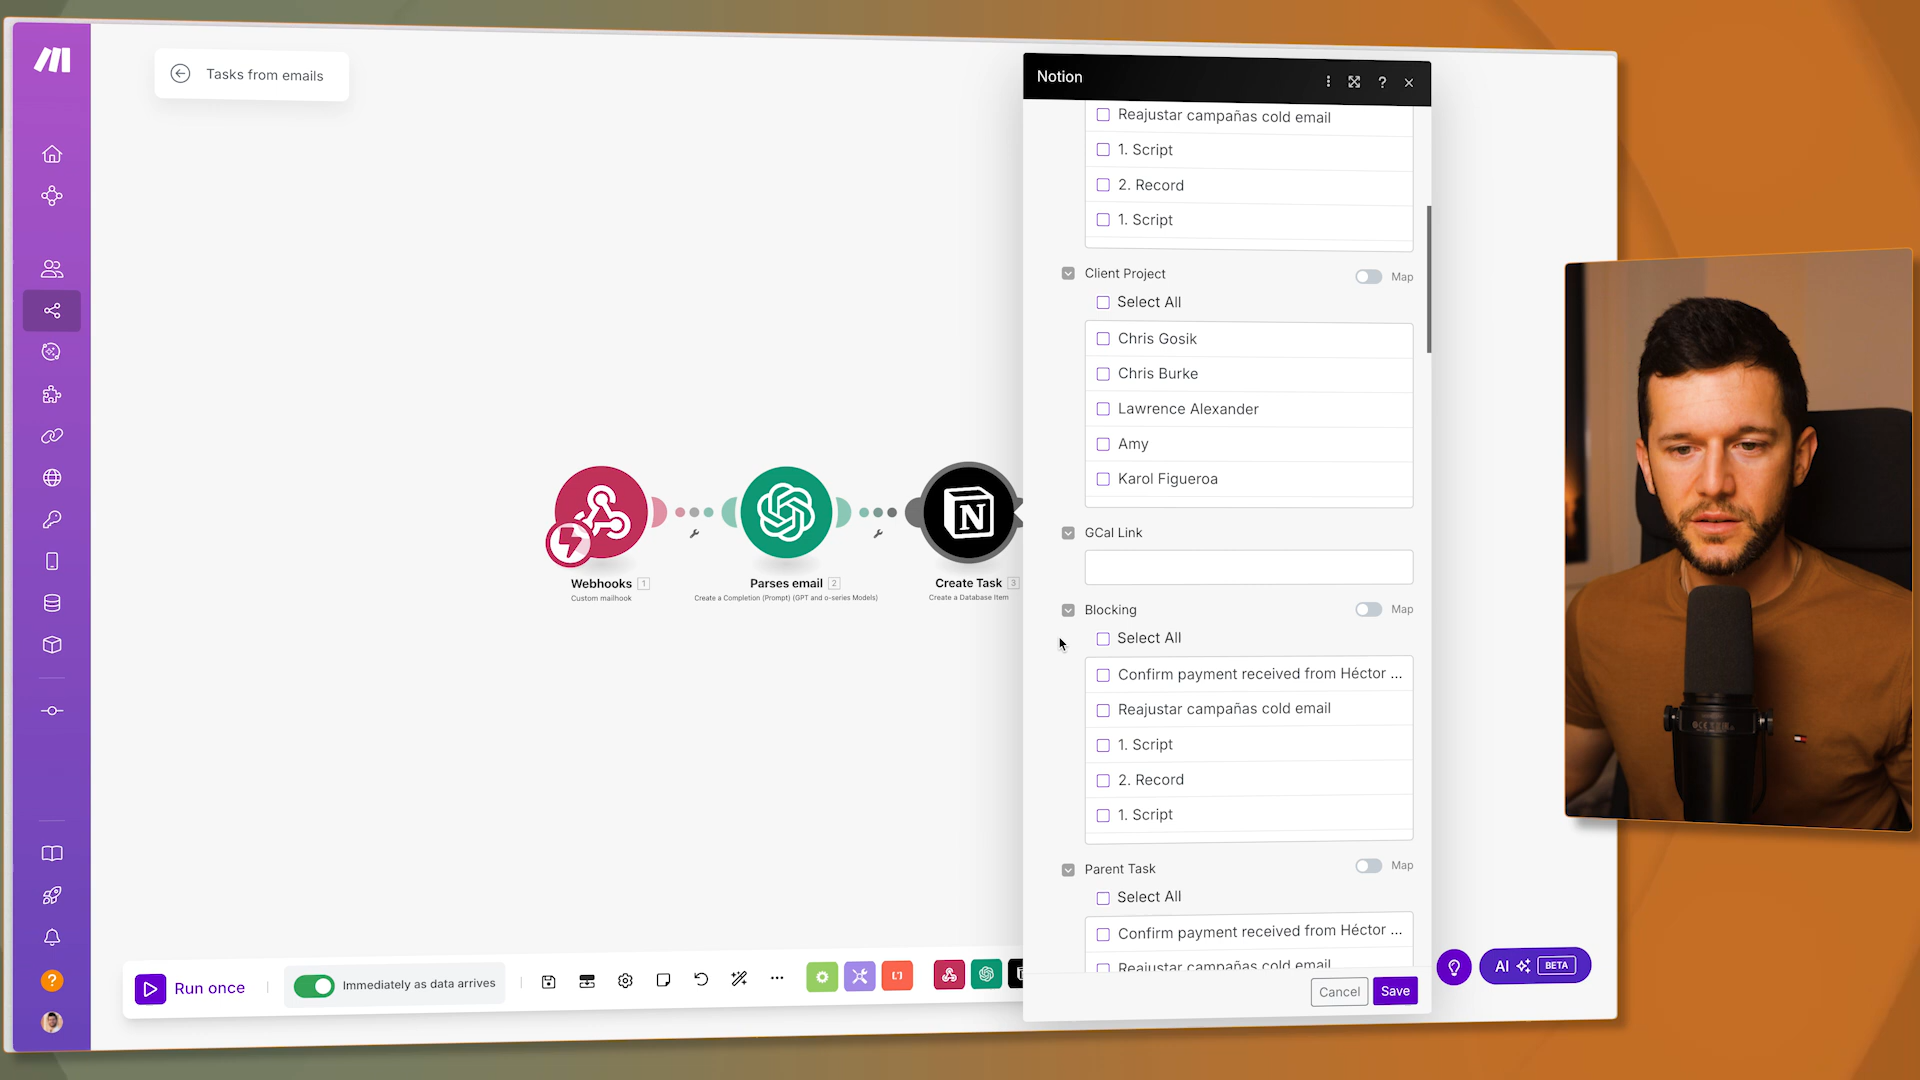 Tasks from emails
Notion
?
Reajustar campañas cold email
1. Script
2. Record
1. Script
Client Project
Map
Select All
Chris Gosik
Chris Burke
Lawrence Alexander
Amy
Karol Figueroa
GCal Link
Blocking
Map
Select All
Confirm payment received from Héctor ...
Reajustar campañas cold email
1. Script
2. Record
1. Script
Parent Task
Map
Select All
Confirm payment received from Héctor ...
Reajustar campañas cold email
Cancel
Save
Webhooks 1
Custom mailhook
Parses email 2
Create a Completion (Prompt) (GPT and o-series Models)
N
Create Task 3
Create a Database Item
Run once
Immediately as data arrives
AI
BETA
?